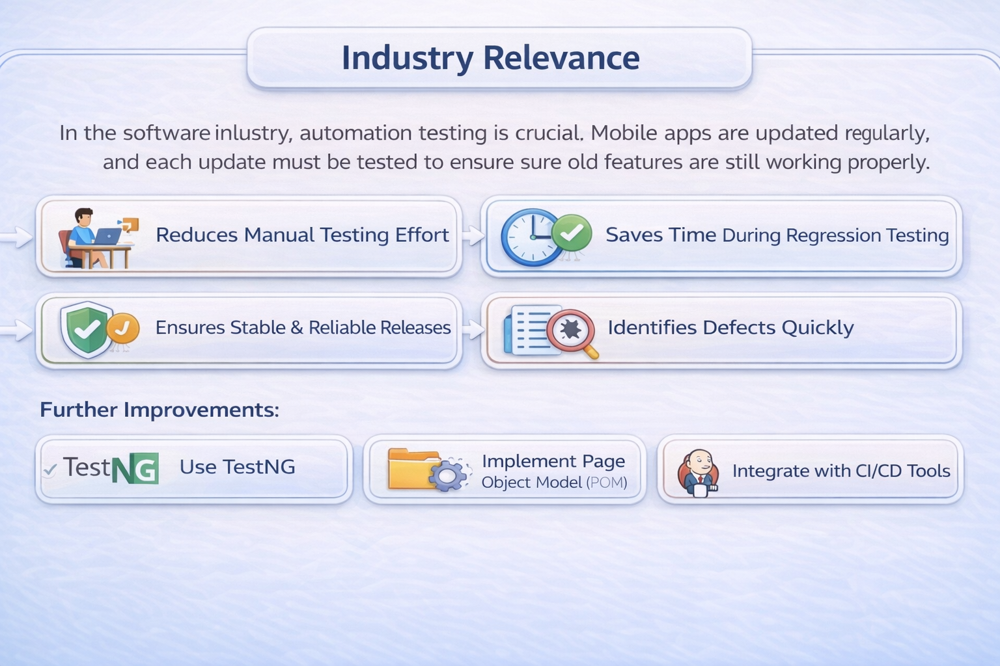 Industry Relevance
In the software inlustry, automation testing is crucial. Mobile apps are updated regularly,
and each update must be tested to ensure sure old features are still working properly.
Reduces Manual Testing Effort
Saves Time During Regression Testing
Ensures Stable & Reliable Releases
Identifies Defects Quickly
Further Improvements:
TestNG
Use TestNG
Implement Page
Object Model (POM)
Integrate with CI/CD Tools